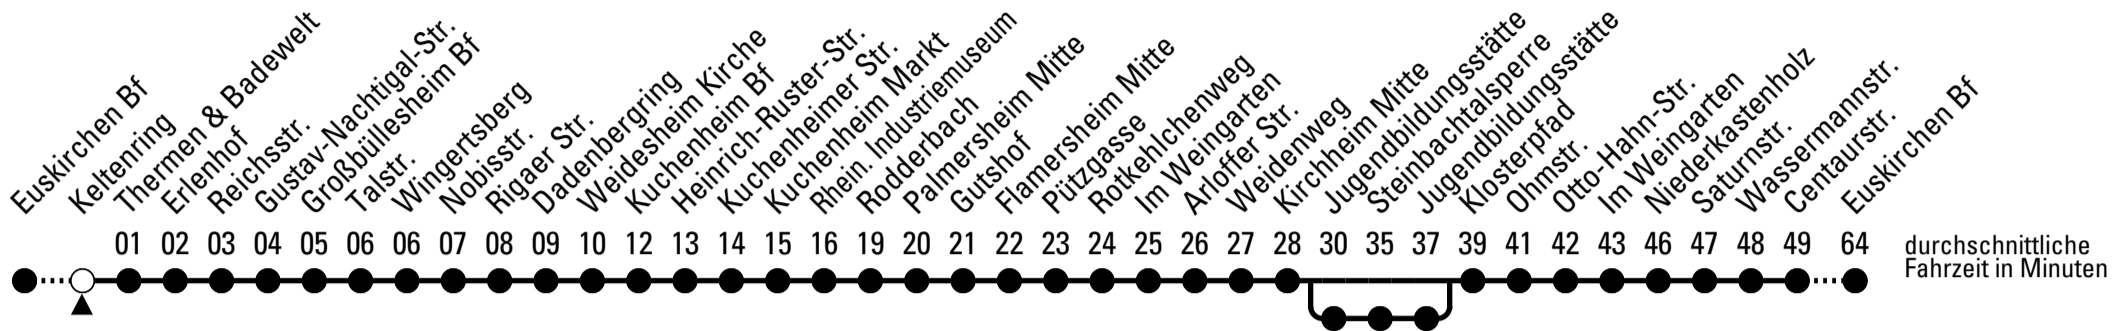 Euskirchen Bf
Keltenring
Thermen & Badewelt
Erlenhof
Reichsstr.
Gustav-Nachtigal-Str.
Großbüllesheim Bf
Talstr.
Wingertsberg
Nobisstr.
Rigaer Str.
Dadenbergring
Weidesheim Kirche
Kuchenheim Bf
Heinrich-Ruster-Str.
Kuchenheimer Str.
Kuchenheim Markt
Rhein. Industriemuseum
Rodderbach
Palmersheim Mitte
Gutshof
Flamersheim Mitte
Pützgasse
Rotkehlchenweg
Im Weingarten
Arloffer Str.
Weidenweg
Kirchheim Mitte
Jugendbildungsstätte
Steinbachtalsperre
Jugendbildungsstätte
Klosterpfad
Ohmstr.
Otto-Hahn-Str.
Im Weingarten
Niederkastenholz
Saturnstr.
Wassermannstr.
Centaurstr.
Euskirchen Bf
01 02 03 04 05 06 06 07 08 09 10 12 13 14 15 16 19 20 21 22 23 24 25 26 27 28 30 35 37 39 41 42 43 46 47 48 49 64
durchschnittliche
Fahrzeit in Minuten